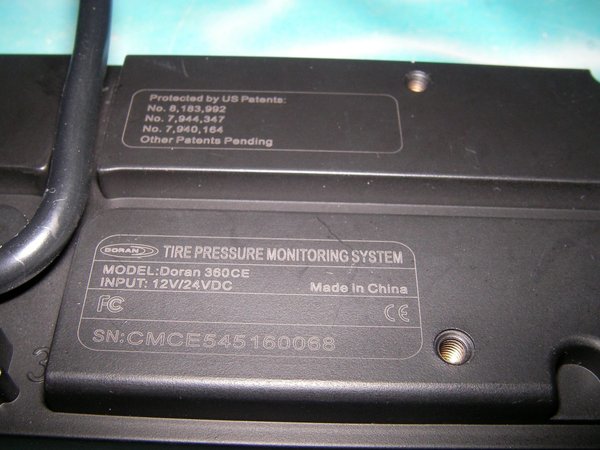 Protected by US Patents:
No. 8,183,992
No. 7,944,347
No. 7,940,164
Other Patents Pending
DORAN TIRE PRESSURE MONITORING SYSTEM
MODEL:Doran 360CE
INPUT: 12V/24VDC Made in China
FC CE
SN:CMCE545160068
3